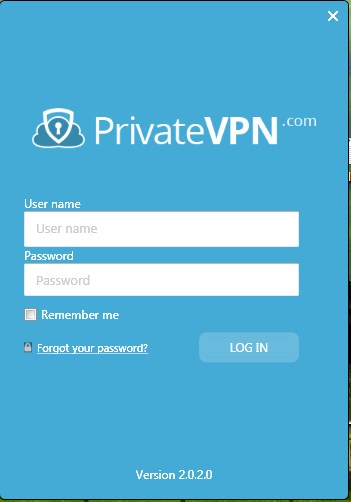 PrivateVPN.com
User name
User name
Password
Password
Remember me
Forgot your password?
LOG IN
Version 2.0.2.0